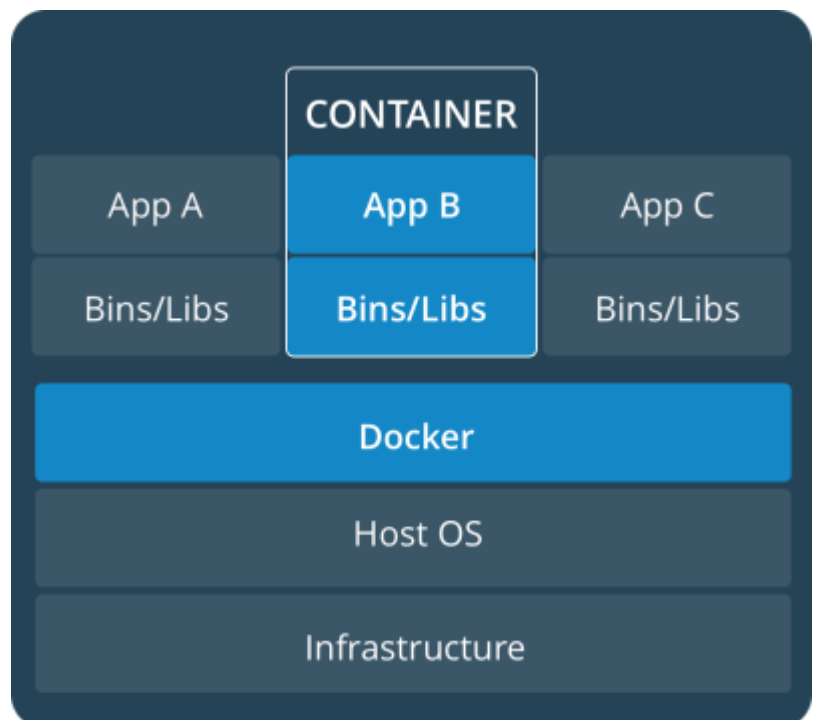 CONTAINER
App A App B App C
Bins/Libs Bins/Libs Bins/Libs
Docker
Host OS
Infrastructure